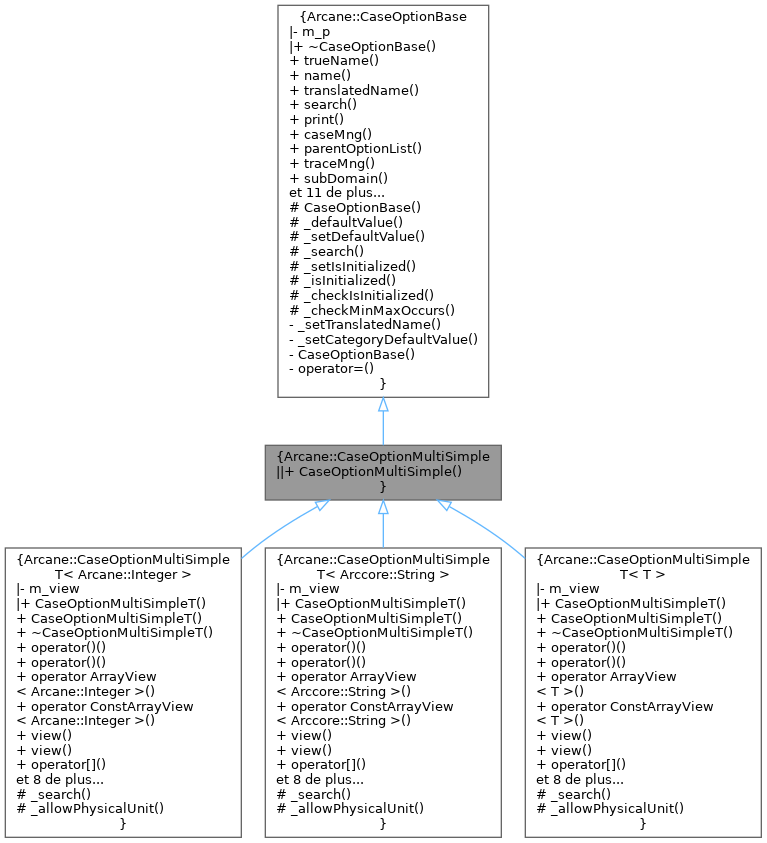 {Arcane::CaseOptionBase
|- m_p
|+ ~CaseOptionBase()
+ trueName()
+ name()
+ translatedName()
+ search()
+ print()
+ caseMng()
+ parentOptionList()
+ traceMng()
+ subDomain()
et 11 de plus...
# CaseOptionBase()
# _defaultValue()
# _setDefaultValue()
# _search()
# _setIsInitialized()
# _isInitialized()
# _checkIsInitialized()
# _checkMinMaxOccurs()
- _setTranslatedName()
- _setCategoryDefaultValue()
- CaseOptionBase()
- operator=()
}
{Arcane::CaseOptionMultiSimple
||+ CaseOptionMultiSimple()
}
{Arcane::CaseOptionMultiSimple
T< Arcane::Integer >
|- m_view
|+ CaseOptionMultiSimpleT()
+ CaseOptionMultiSimpleT()
+ ~CaseOptionMultiSimpleT()
+ operator()()
+ operator()()
+ operator ArrayView
< Arcane::Integer >()
+ operator ConstArrayView
< Arcane::Integer >()
+ view()
+ view()
+ operator[]()
et 8 de plus...
# _search()
# _allowPhysicalUnit()
}
{Arcane::CaseOptionMultiSimple
T< Arccore::String >
|- m_view
|+ CaseOptionMultiSimpleT()
+ CaseOptionMultiSimpleT()
+ ~CaseOptionMultiSimpleT()
+ operator()()
+ operator()()
+ operator ArrayView
< Arccore::String >()
+ operator ConstArrayView
< Arccore::String >()
+ view()
+ view()
+ operator[]()
et 8 de plus...
# _search()
# _allowPhysicalUnit()
}
{Arcane::CaseOptionMultiSimple
T< T >
|- m_view
|+ CaseOptionMultiSimpleT()
+ CaseOptionMultiSimpleT()
+ ~CaseOptionMultiSimpleT()
+ operator()()
+ operator()()
+ operator ArrayView
< T >()
+ operator ConstArrayView
< T >()
+ view()
+ view()
+ operator[]()
et 8 de plus...
# _search()
# _allowPhysicalUnit()
}